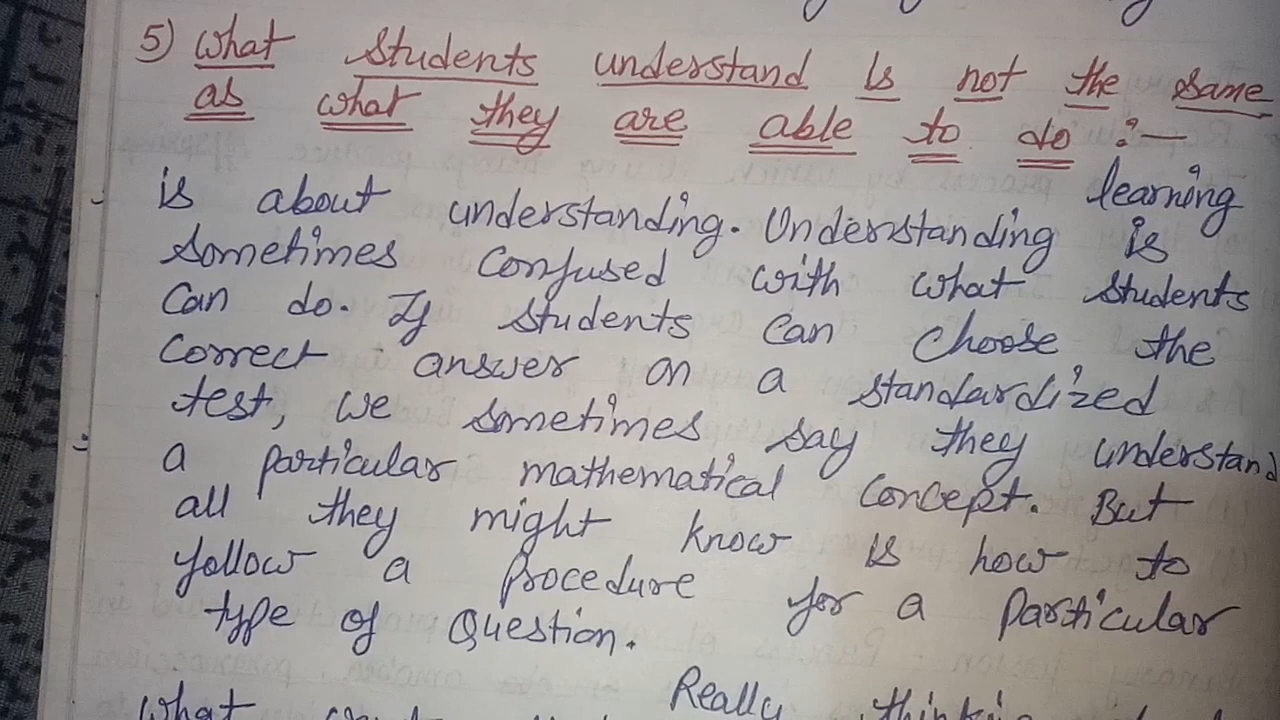 5) What students understand is not the same
as what they are able to do :—
learning
is about understanding. Understanding is
sometimes confused with what students
can do. If students can choose the
correct answer on a standardized
test, we sometimes say they understand
a particular mathematical concept. But
all they might know is how to
follow a procedure for a particular
type of Question.
Really
What